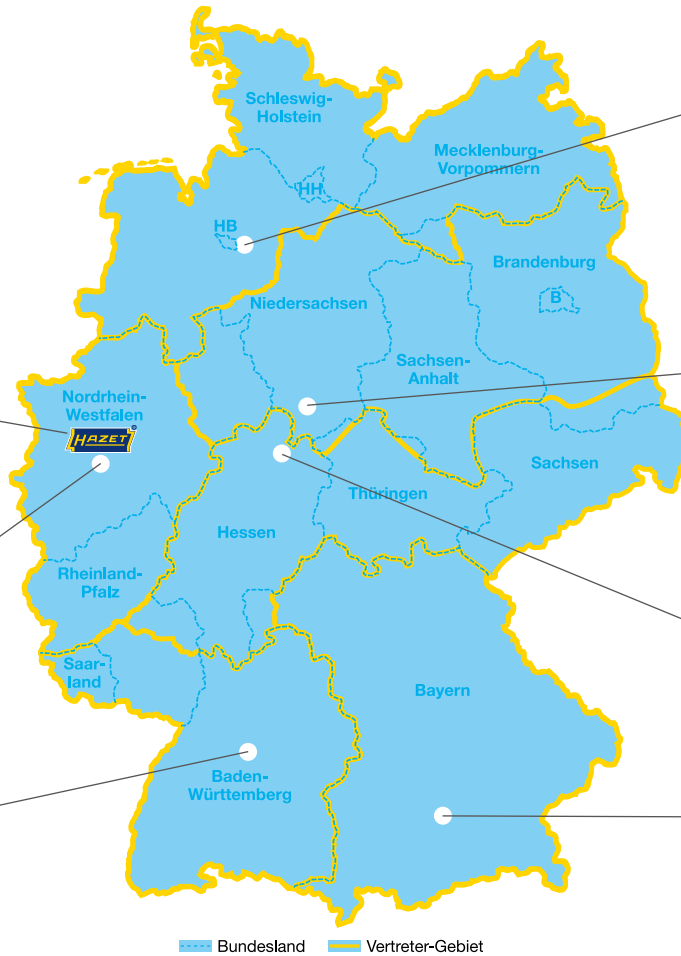 Schleswig-
Holstein
Mecklenburg-
Vorpommern
HH
HB
Brandenburg
B
Niedersachsen
Sachsen-
Anhalt
Nordrhein-
Westfalen
HAZET
®
Sachsen
Thüringen
Hessen
Rheinland-
Pfalz
Saar-
land
Bayern
Baden-
Württemberg
Bundesland
Vertreter-Gebiet